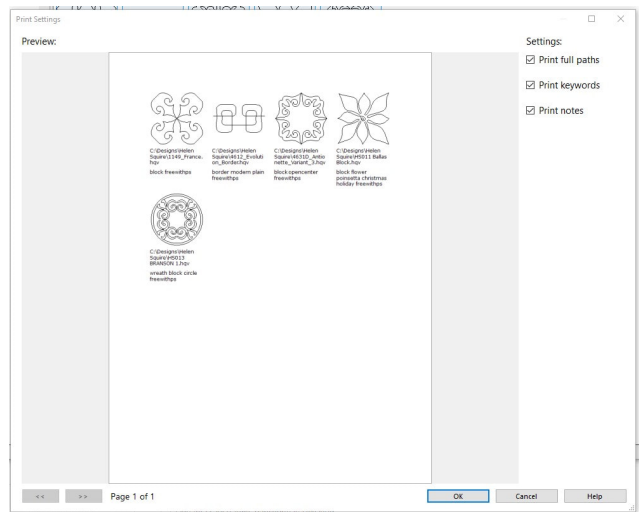 Print Settings
Preview:
Settings:
Print full paths
Print keywords
Print notes
C:\Designs\Helen
Squire\1149_France.
hqv
block freewithps
C:\Designs\Helen
Squire\4612_Evoluti
on_Border.hqv
border modern plain
freewithps
C:\Designs\Helen
Squire\4631D_Antio
nette_Variant_3.hqv
block opencenter
freewithps
C:\Designs\Helen
Squire\HS011 Ballas
Block.hqv
block flower
poinsetta christmas
holiday freewithps
C:\Designs\Helen
Squire\HS013
BRANSON 1.hqv
wreath block circle
freewithps
<< >> Page 1 of 1 OK Cancel Help